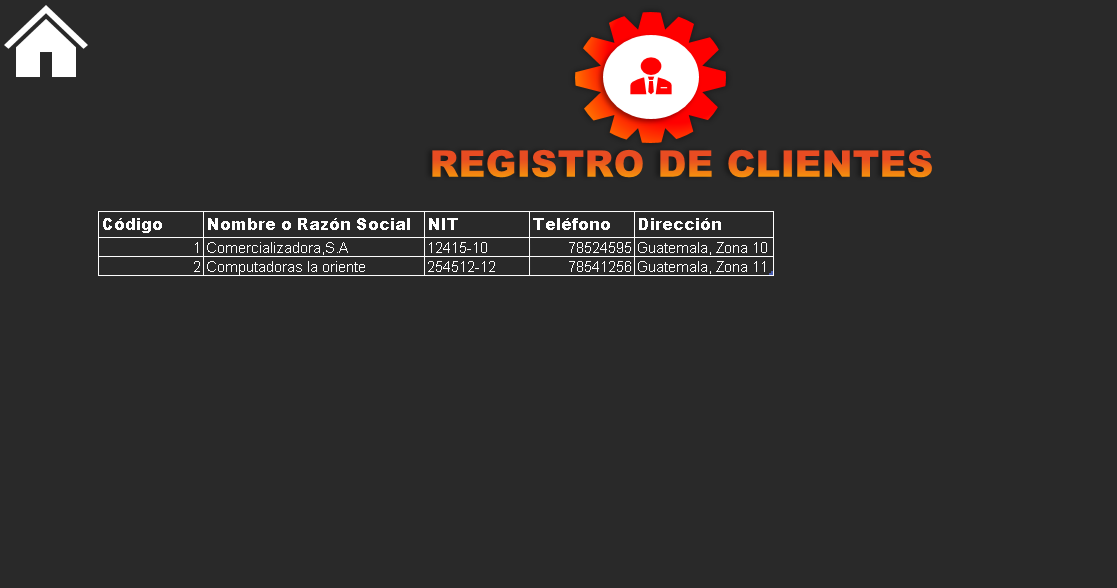 REGISTRO DE CLIENTES
Código Nombre o Razón Social NIT Teléfono Dirección
1 Comercializadora,S.A 12415-10 78524595 Guatemala, Zona 10
2 Computadoras la oriente 254512-12 78541256 Guatemala, Zona 11